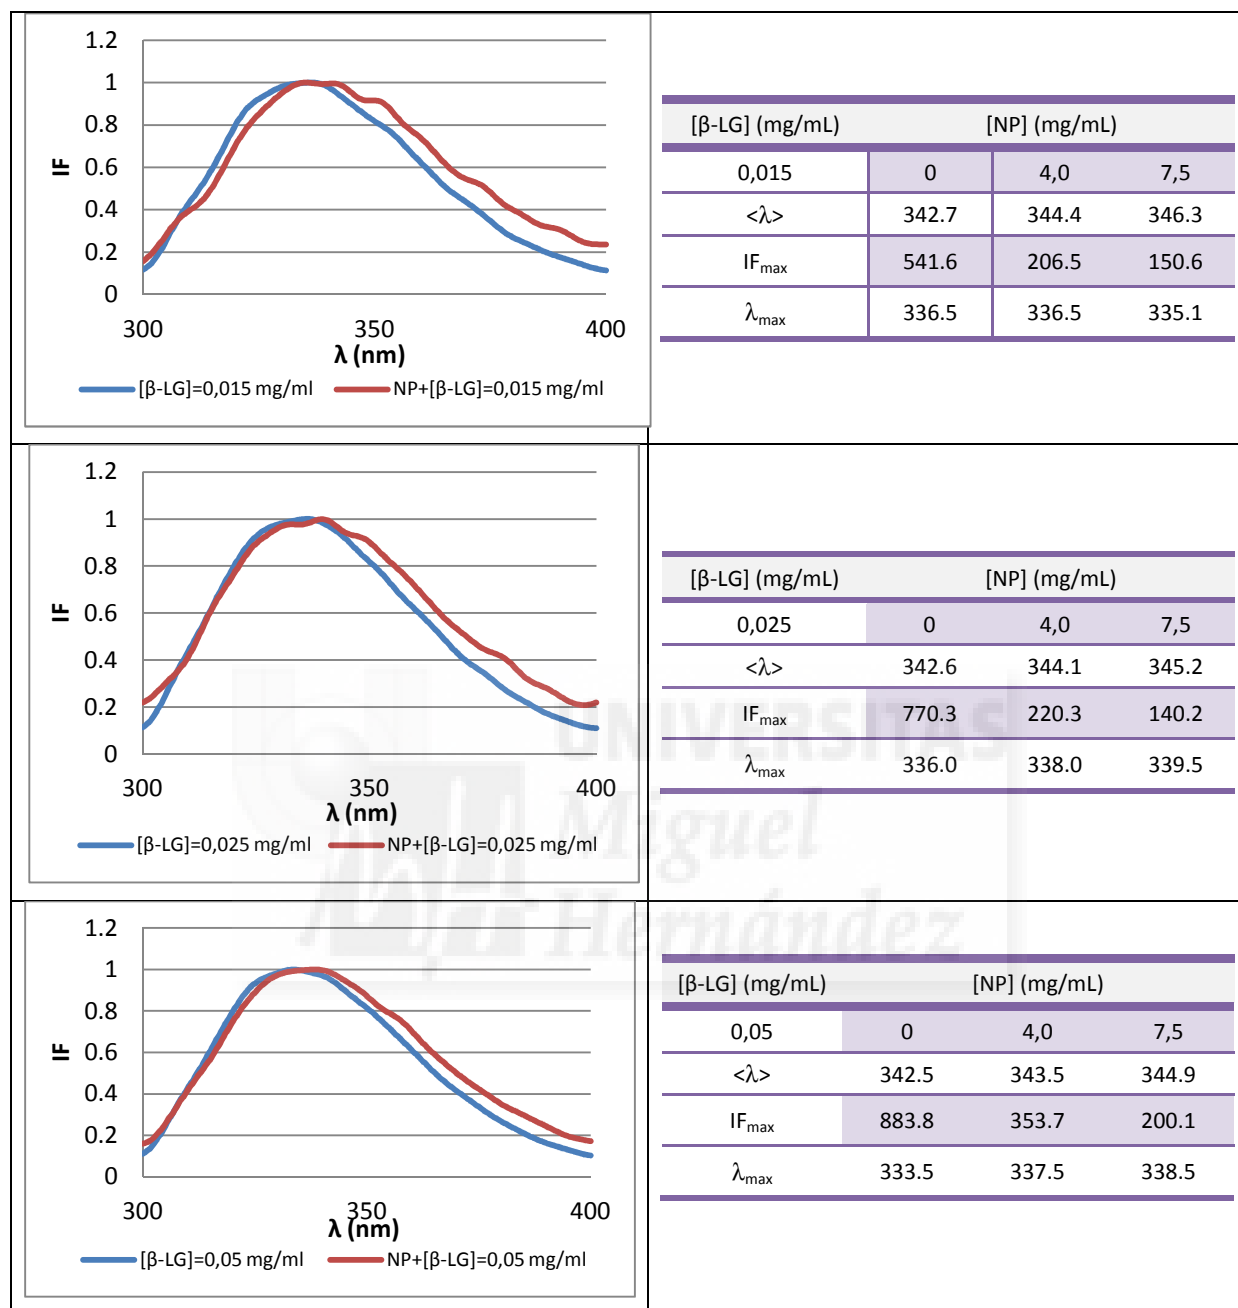 1.2
1
0.8
0.6
0.4
0.2
0
IF
300 350 400
λ (nm)
[β-LG]=0,015 mg/ml NP+[β-LG]=0,015 mg/ml
[β-LG] (mg/mL) [NP] (mg/mL)
0,015 0 4,0 7,5
<λ> 342.7 344.4 346.3
IFmax 541.6 206.5 150.6
λmax 336.5 336.5 335.1
1.2
1
0.8
0.6
0.4
0.2
0
IF
300 350 400
λ (nm)
[β-LG]=0,025 mg/ml NP+[β-LG]=0,025 mg/ml
[β-LG] (mg/mL) [NP] (mg/mL)
0,025 0 4,0 7,5
<λ> 342.6 344.1 345.2
IFmax 770.3 220.3 140.2
λmax 336.0 338.0 339.5
UNIVERSITAS
Miguel
Hernández
1.2
1
0.8
0.6
0.4
0.2
0
IF
300 350 400
λ (nm)
[β-LG]=0,05 mg/ml NP+[β-LG]=0,05 mg/ml
[β-LG] (mg/mL) [NP] (mg/mL)
0,05 0 4,0 7,5
<λ> 342.5 343.5 344.9
IFmax 883.8 353.7 200.1
λmax 333.5 337.5 338.5